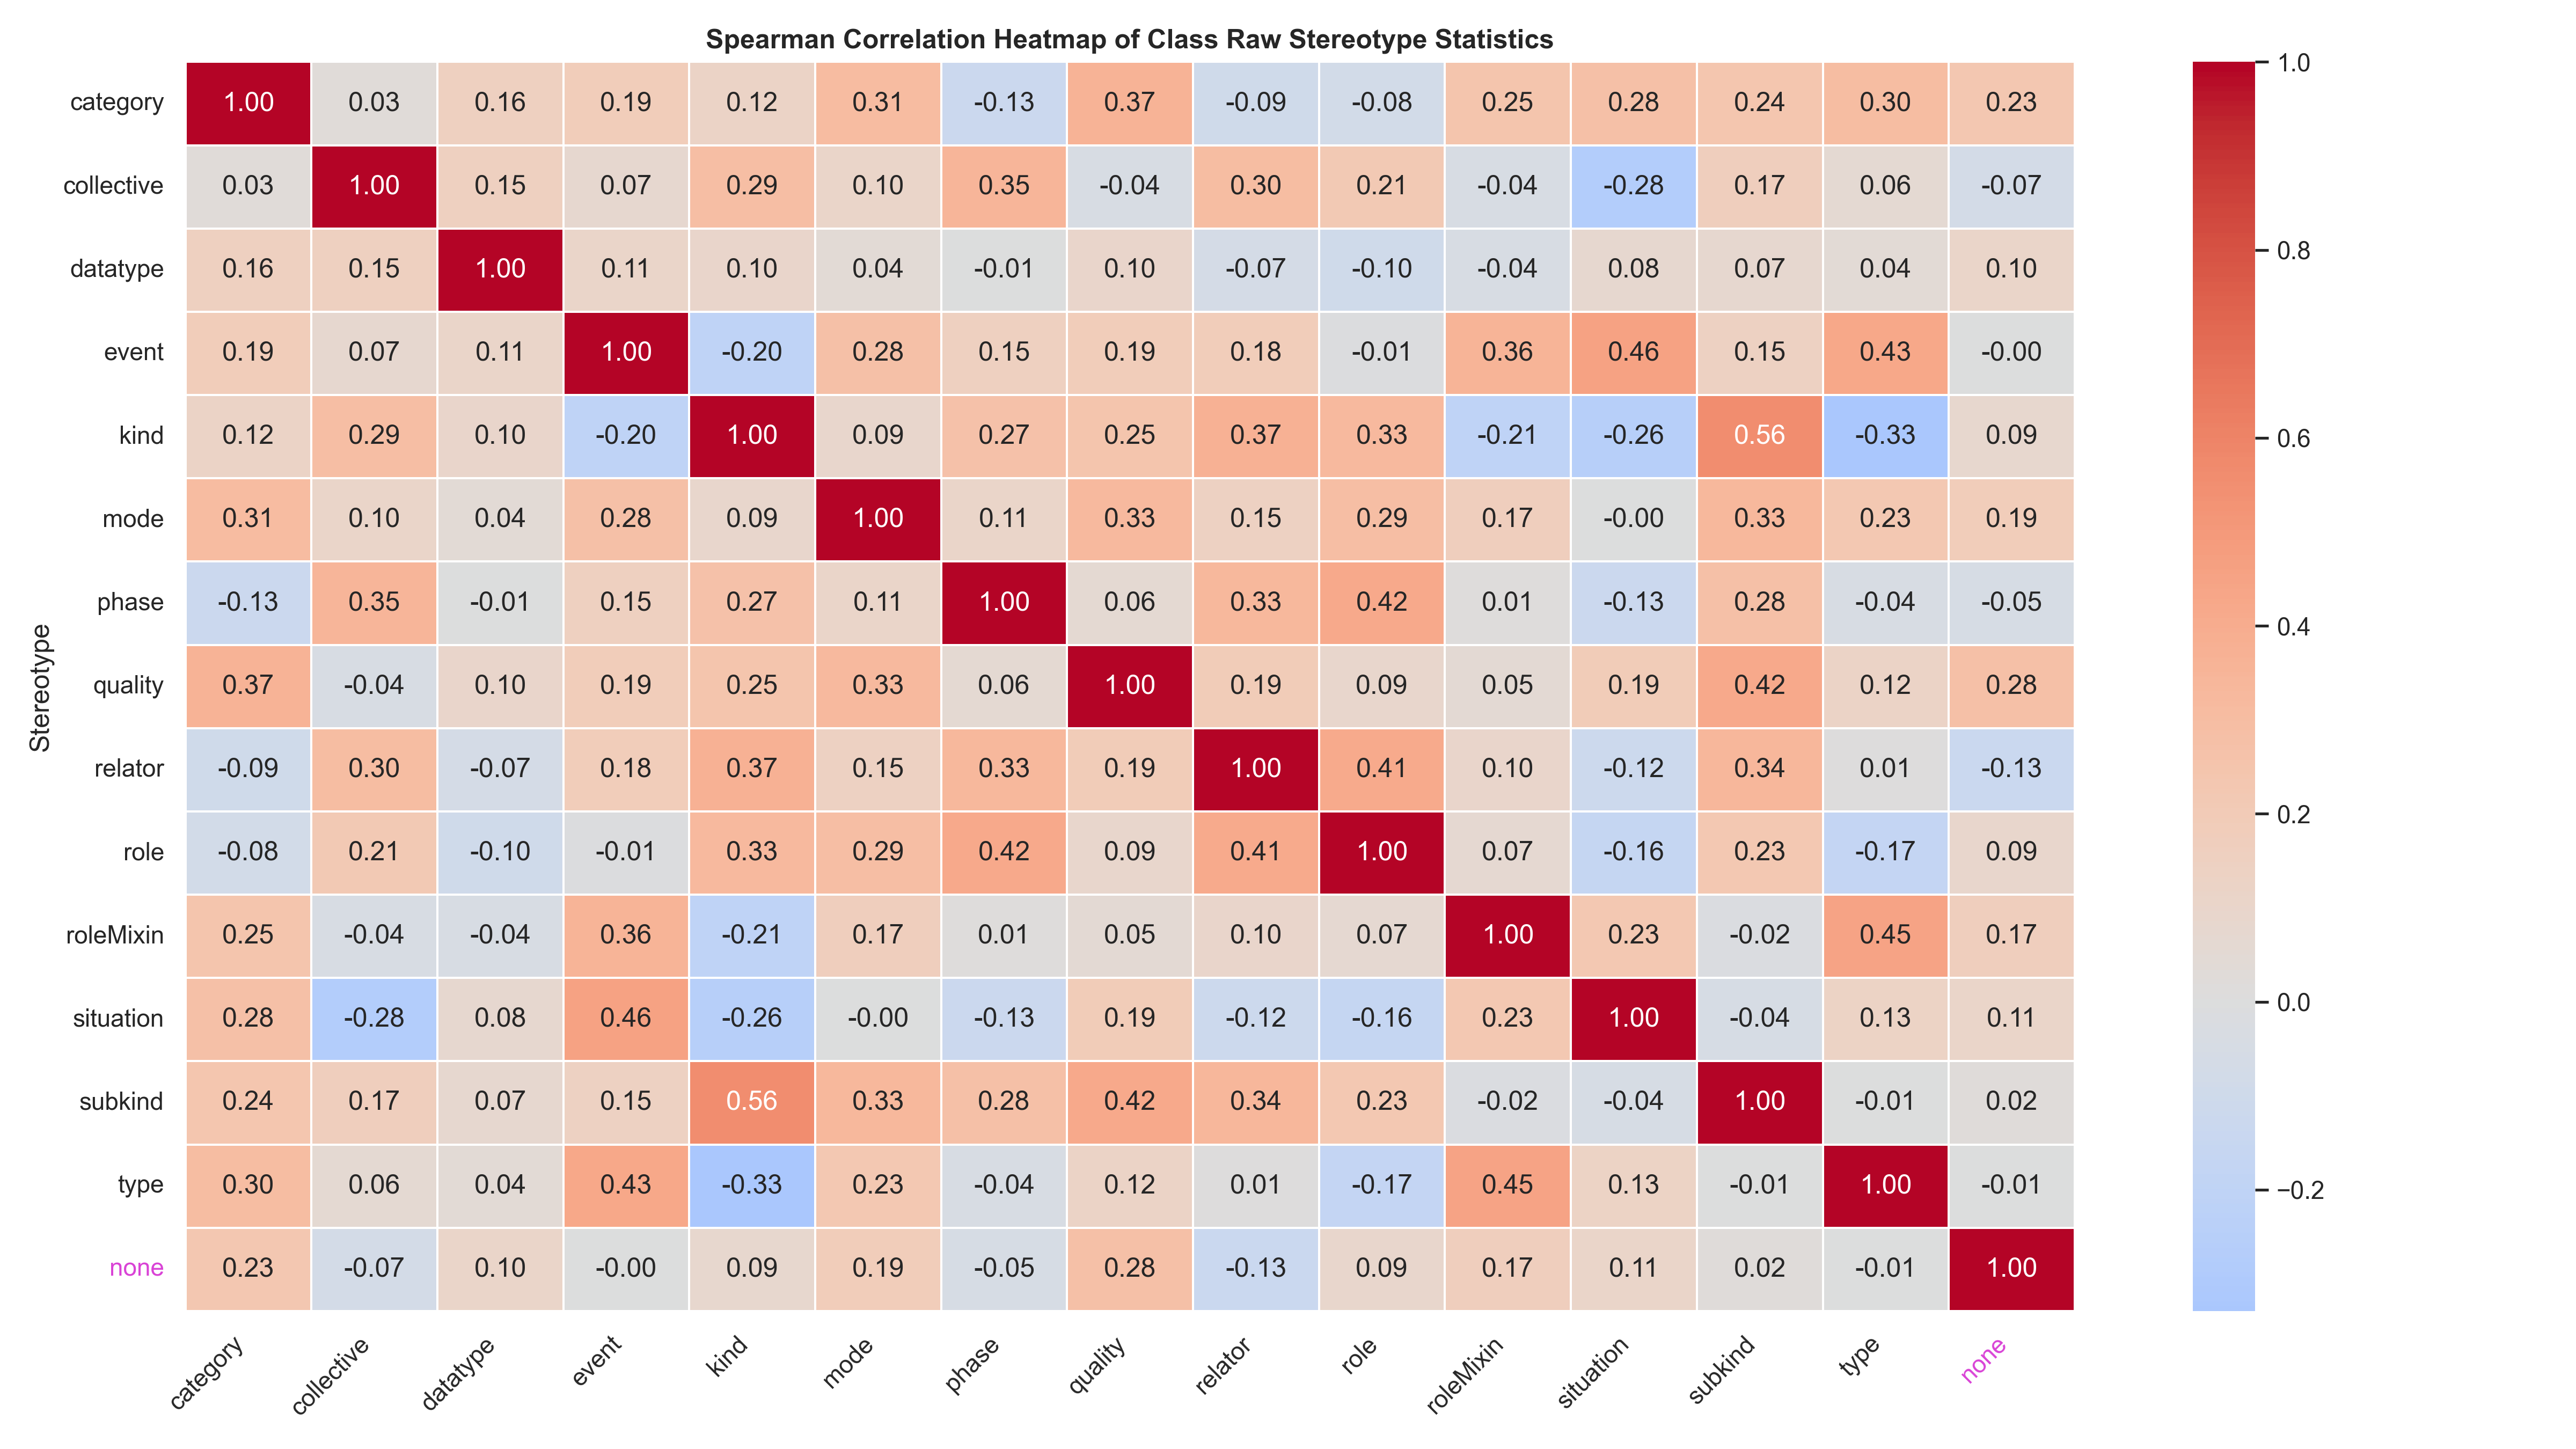 Spearman Correlation Heatmap of Class Raw Stereotype Statistics
Stereotype
category 1.00 0.03 0.16 0.19 0.12 0.31 -0.13 0.37 -0.09 -0.08 0.25 0.28 0.24 0.30 0.23
collective 0.03 1.00 0.15 0.07 0.29 0.10 0.35 -0.04 0.30 0.21 -0.04 -0.28 0.17 0.06 -0.07
datatype 0.16 0.15 1.00 0.11 0.10 0.04 -0.01 0.10 -0.07 -0.10 -0.04 0.08 0.07 0.04 0.10
event 0.19 0.07 0.11 1.00 -0.20 0.28 0.15 0.19 0.18 -0.01 0.36 0.46 0.15 0.43 -0.00
kind 0.12 0.29 0.10 -0.20 1.00 0.09 0.27 0.25 0.37 0.33 -0.21 -0.26 0.56 -0.33 0.09
mode 0.31 0.10 0.04 0.28 0.09 1.00 0.11 0.33 0.15 0.29 0.17 -0.00 0.33 0.23 0.19
phase -0.13 0.35 -0.01 0.15 0.27 0.11 1.00 0.06 0.33 0.42 0.01 -0.13 0.28 -0.04 -0.05
quality 0.37 -0.04 0.10 0.19 0.25 0.33 0.06 1.00 0.19 0.09 0.05 0.19 0.42 0.12 0.28
relator -0.09 0.30 -0.07 0.18 0.37 0.15 0.33 0.19 1.00 0.41 0.10 -0.12 0.34 0.01 -0.13
role -0.08 0.21 -0.10 -0.01 0.33 0.29 0.42 0.09 0.41 1.00 0.07 -0.16 0.23 -0.17 0.09
roleMixin 0.25 -0.04 -0.04 0.36 -0.21 0.17 0.01 0.05 0.10 0.07 1.00 0.23 -0.02 0.45 0.17
situation 0.28 -0.28 0.08 0.46 -0.26 -0.00 -0.13 0.19 -0.12 -0.16 0.23 1.00 -0.04 0.13 0.11
subkind 0.24 0.17 0.07 0.15 0.56 0.33 0.28 0.42 0.34 0.23 -0.02 -0.04 1.00 -0.01 0.02
type 0.30 0.06 0.04 0.43 -0.33 0.23 -0.04 0.12 0.01 -0.17 0.45 0.13 -0.01 1.00 -0.01
none 0.23 -0.07 0.10 -0.00 0.09 0.19 -0.05 0.28 -0.13 0.09 0.17 0.11 0.02 -0.01 1.00
category collective datatype event kind mode phase quality relator role roleMixin situation subkind type none
1.0
0.8
0.6
0.4
0.2
0.0
−0.2